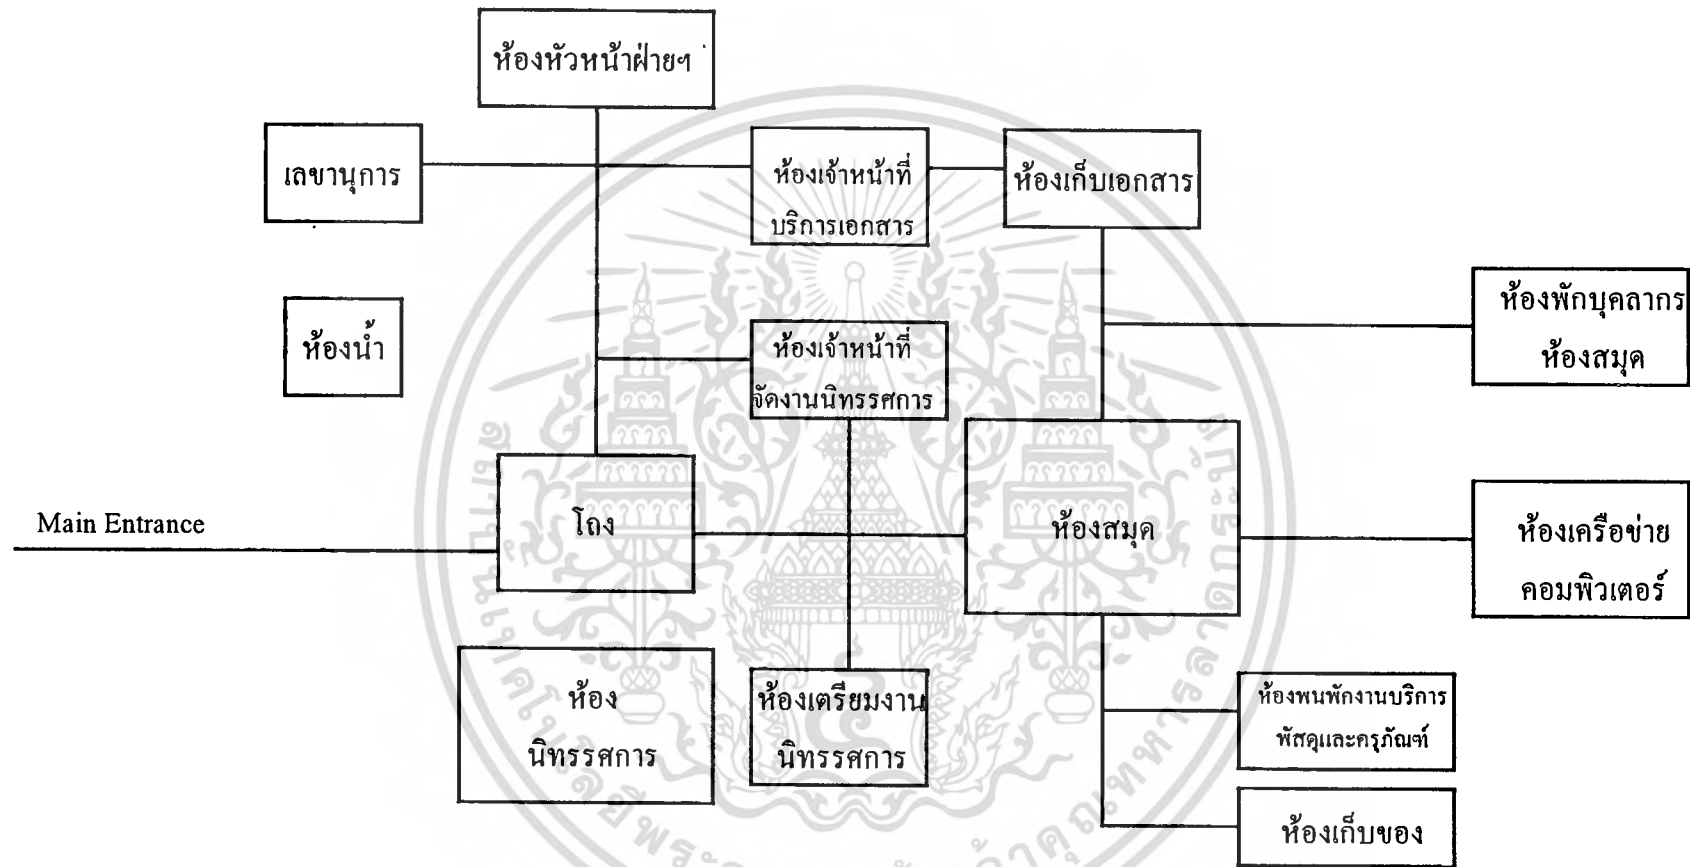 ห้องหัวหน้าฝ่ายฯ
เลขานุการ
ห้องเจ้าหน้าที่
บริการเอกสาร
ห้องเก็บเอกสาร
ห้องน้ำ
ห้องเจ้าหน้าที่
จัดงานนิทรรศการ
ห้องพักบุคลากร
ห้องสมุด
Main Entrance
โถง
ห้องสมุด
ห้องเครือข่าย
คอมพิวเตอร์
ห้อง
นิทรรศการ
ห้องเตรียมงาน
นิทรรศการ
ห้องพนพักงานบริการ
พัสดุและครุภัณฑ์
ห้องเก็บของ